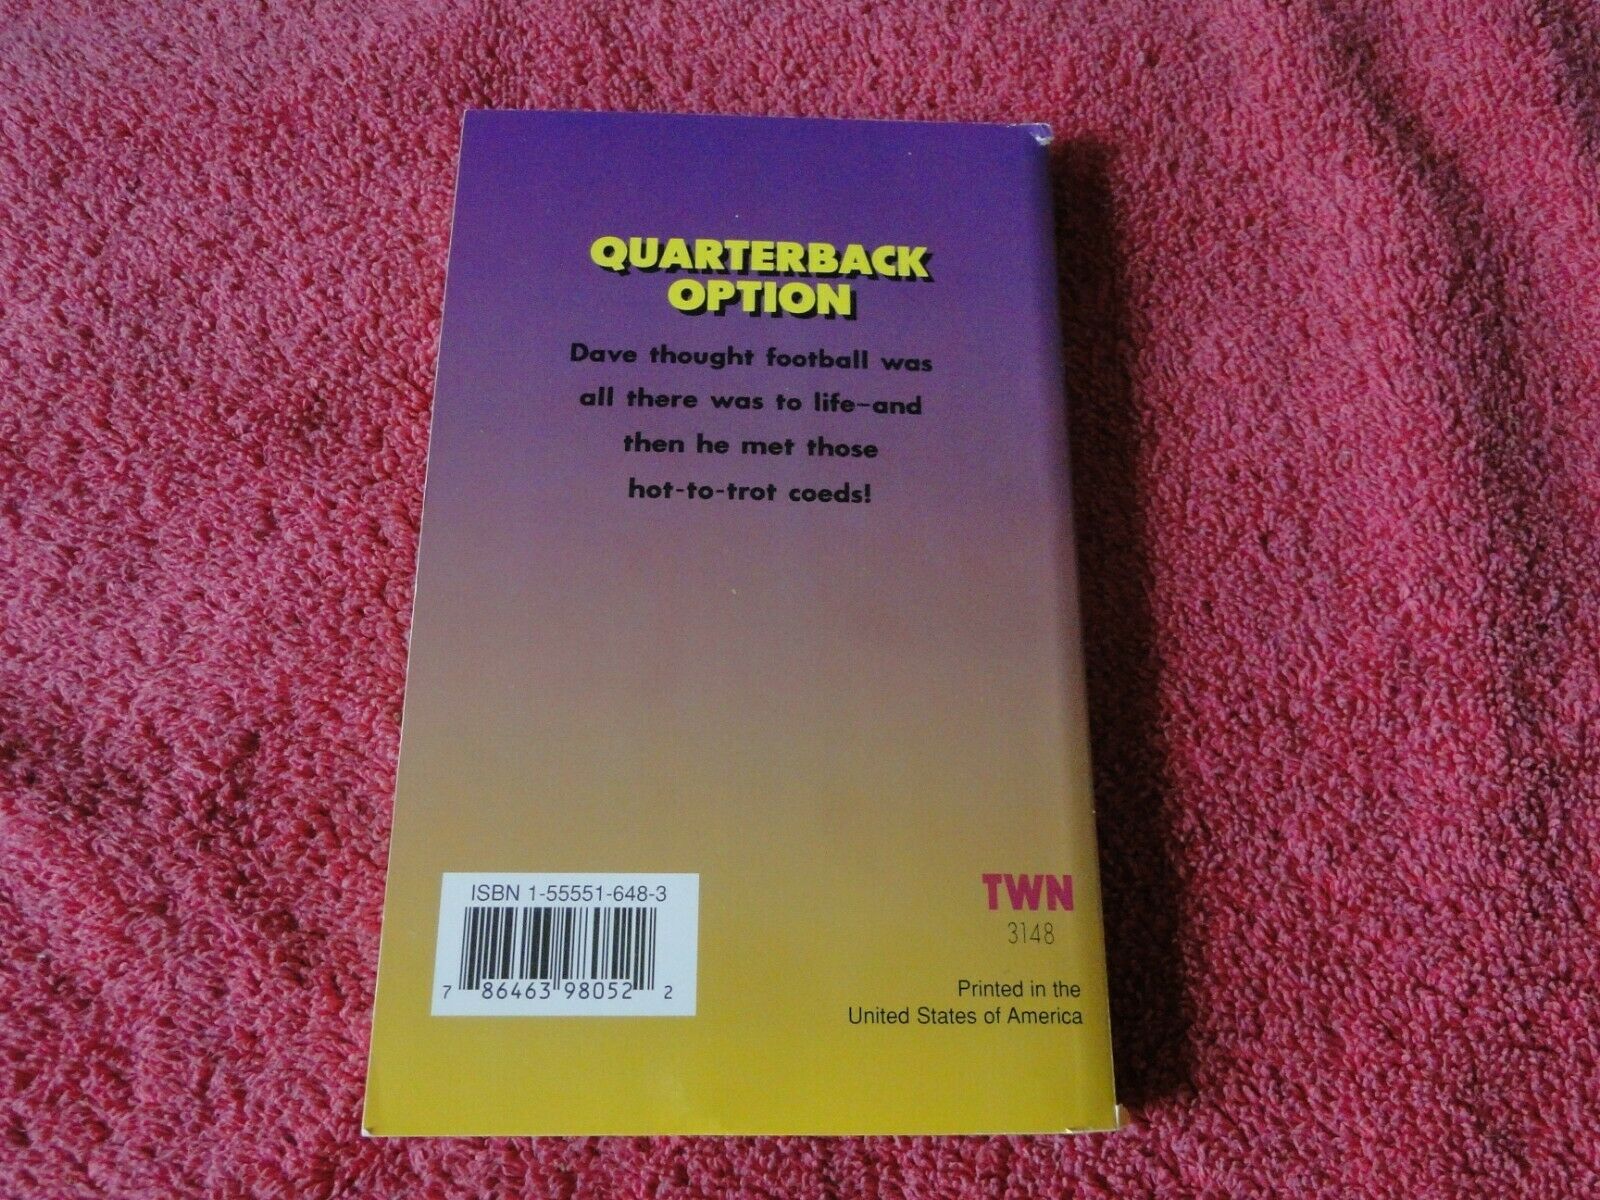 QUARTERBACK
OPTION
Dave thought football was
all there was to life–and
then he met those
hot-to-trot coeds!
ISBN 1-55551-648-3
7 86463 98052 2
TWN
3148
Printed in the
United States of America